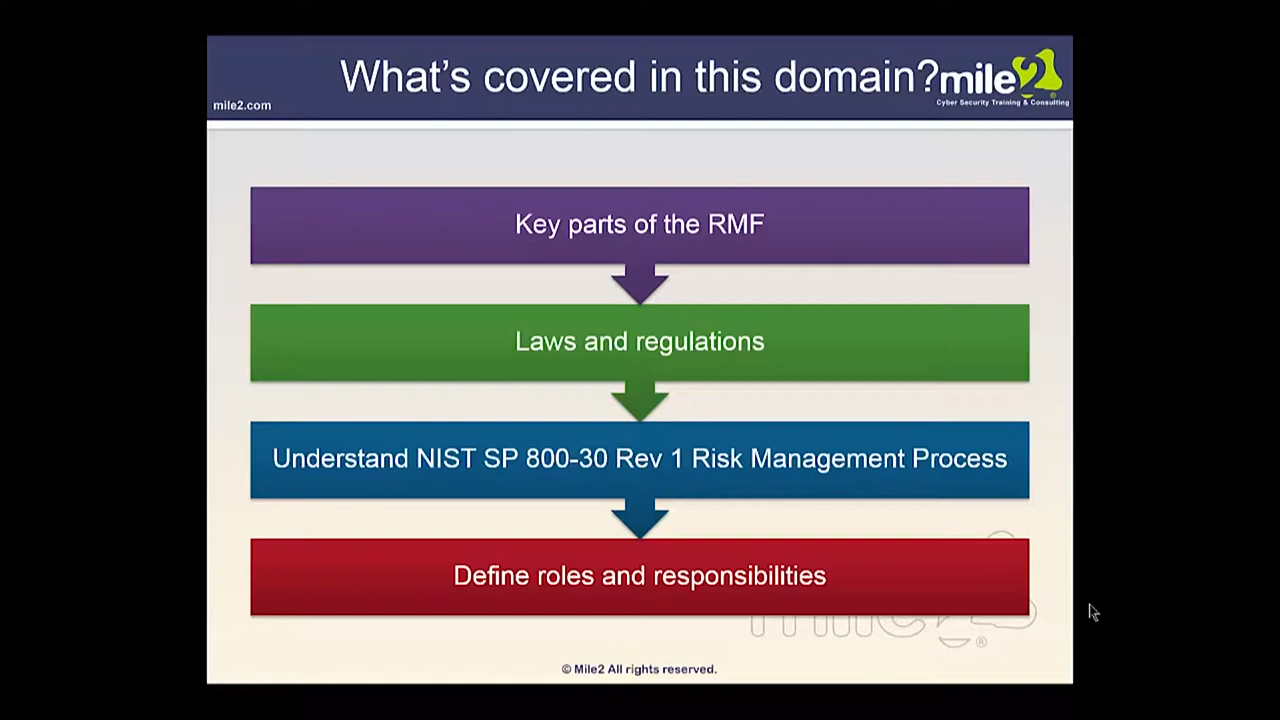 What's covered in this domain?
mile2
mile2.com
Cyber Security Training & Consulting
Key parts of the RMF
Laws and regulations
Understand NIST SP 800-30 Rev 1 Risk Management Process
Define roles and responsibilities
mile2®
© Mile2 All rights reserved.